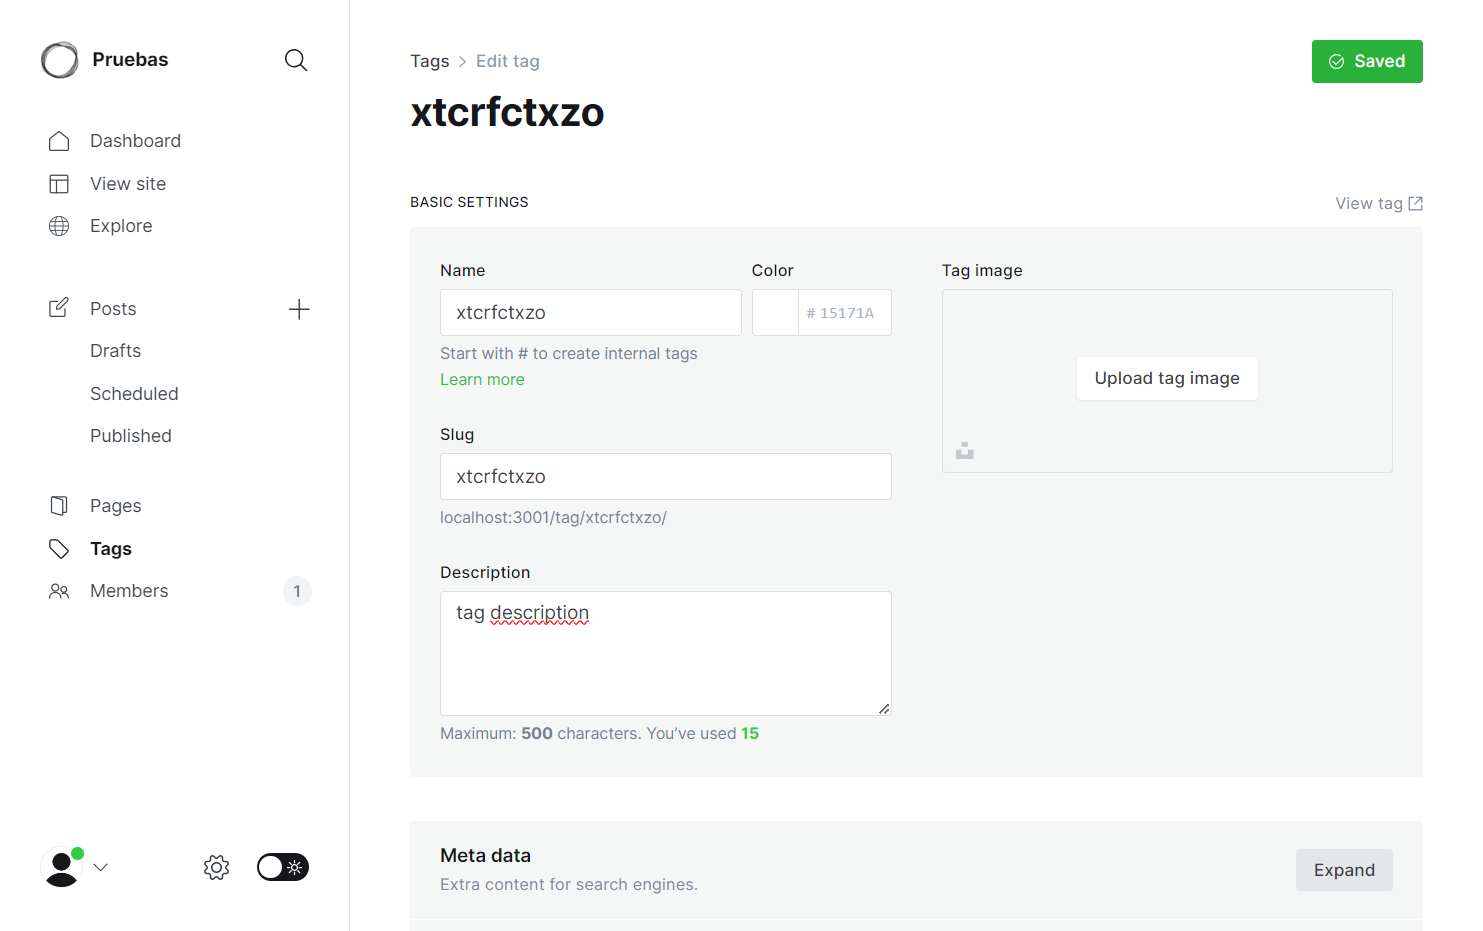 Pruebas
Dashboard
View site
Explore
Posts
Drafts
Scheduled
Published
Pages
Tags
Members
1
Tags > Edit tag
Saved
xtcrfctxzo
BASIC SETTINGS
View tag
Name
xtcrfctxzo
Start with # to create internal tags
Learn more
Color
# 15171A
Slug
xtcrfctxzo
localhost:3001/tag/xtcrfctxzo/
Description
tag description
Maximum: 500 characters. You’ve used 15
Tag image
Upload tag image
Meta data
Extra content for search engines.
Expand